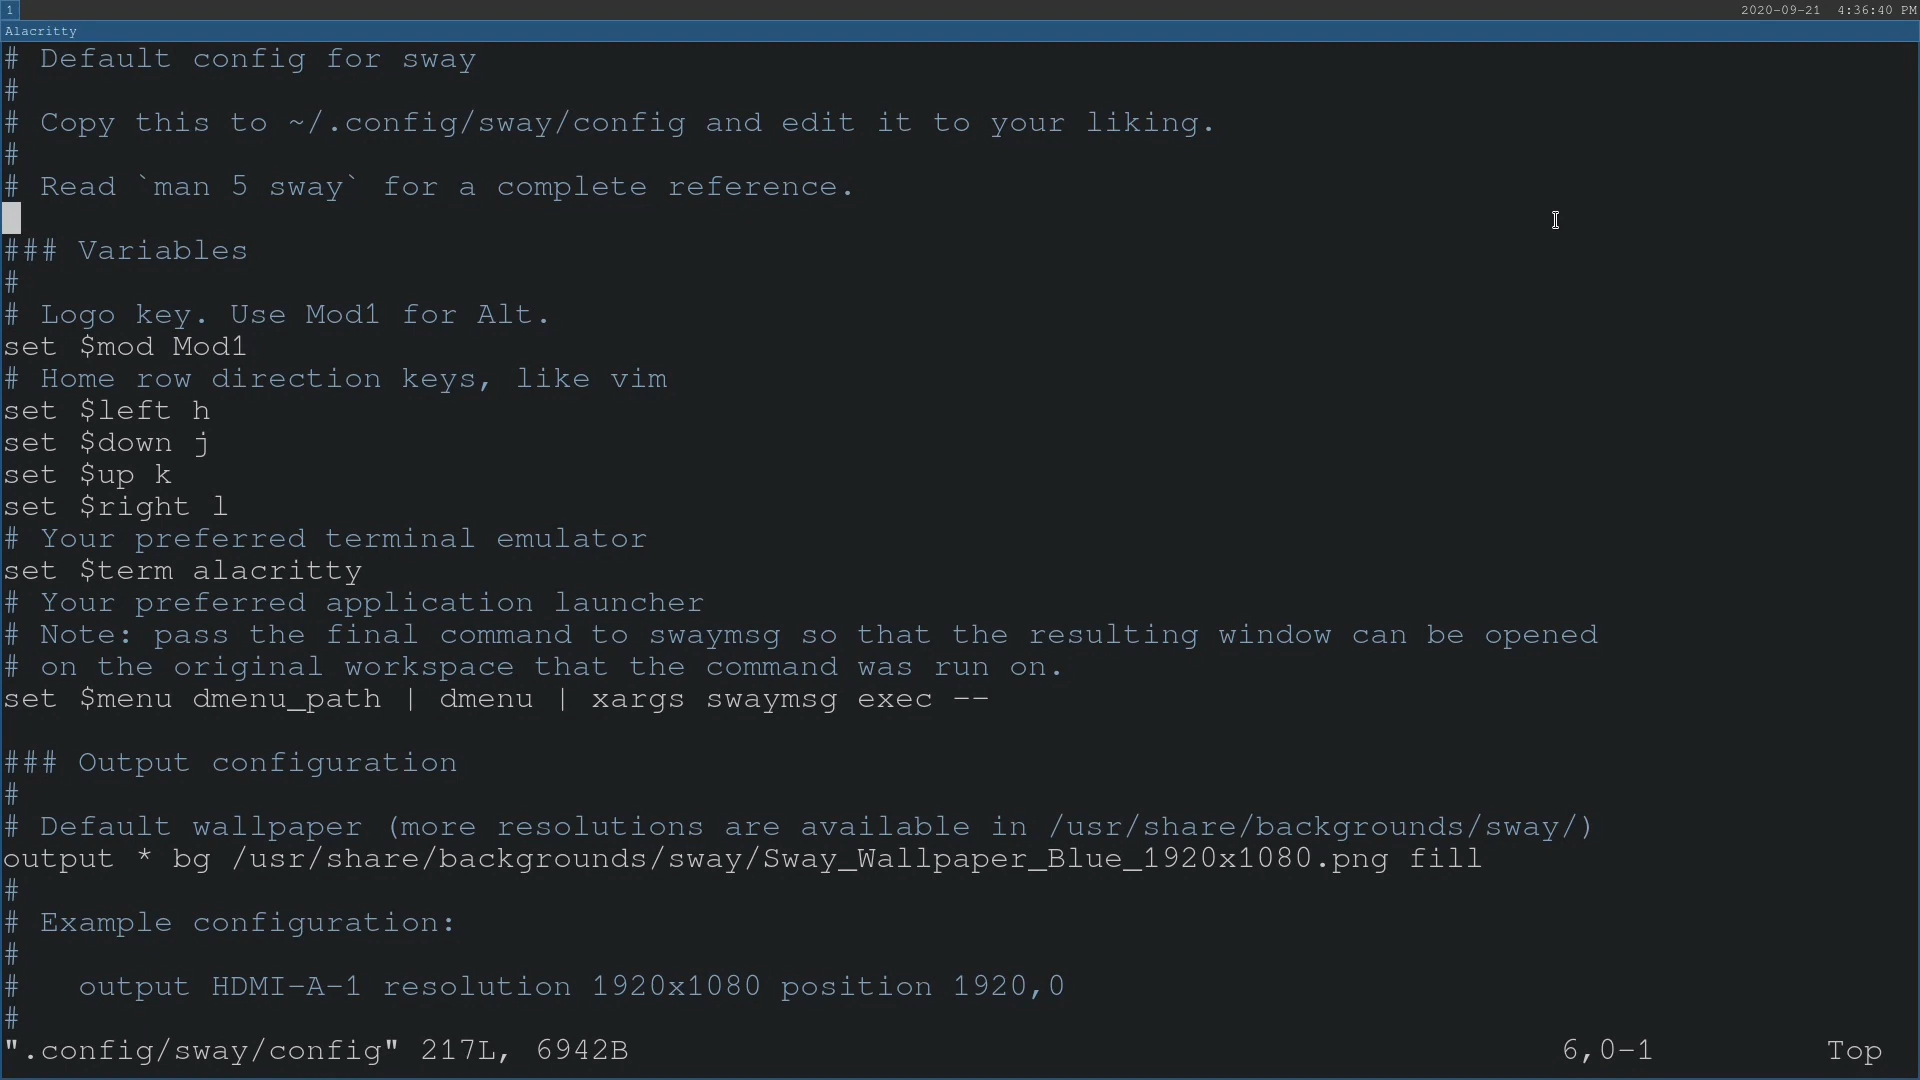 1 2020-09-21 4:36:40 PM
Alacritty
# Default config for sway
#
# Copy this to ~/.config/sway/config and edit it to your liking.
#
# Read `man 5 sway` for a complete reference.

### Variables
#
# Logo key. Use Mod1 for Alt.
set $mod Mod1
# Home row direction keys, like vim
set $left h
set $down j
set $up k
set $right l
# Your preferred terminal emulator
set $term alacritty
# Your preferred application launcher
# Note: pass the final command to swaymsg so that the resulting window can be opened
# on the original workspace that the command was run on.
set $menu dmenu_path | dmenu | xargs swaymsg exec --

### Output configuration
#
# Default wallpaper (more resolutions are available in /usr/share/backgrounds/sway/)
output * bg /usr/share/backgrounds/sway/Sway_Wallpaper_Blue_1920x1080.png fill
#
# Example configuration:
#
#   output HDMI-A-1 resolution 1920x1080 position 1920,0
#
".config/sway/config" 217L, 6942B 6,0-1 Top